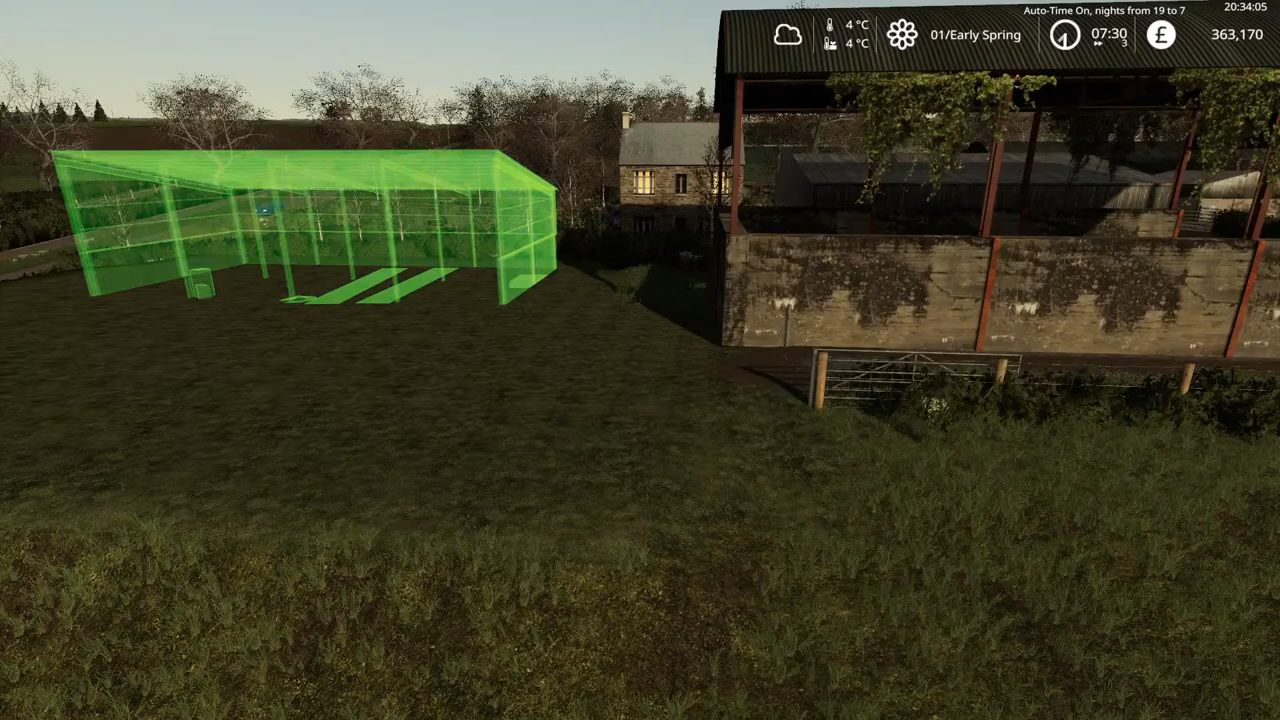 20:34:05
Auto-Time On, nights from 19 to 7
4 °C
4 °C
01/Early Spring
07:30
3
£
363,170